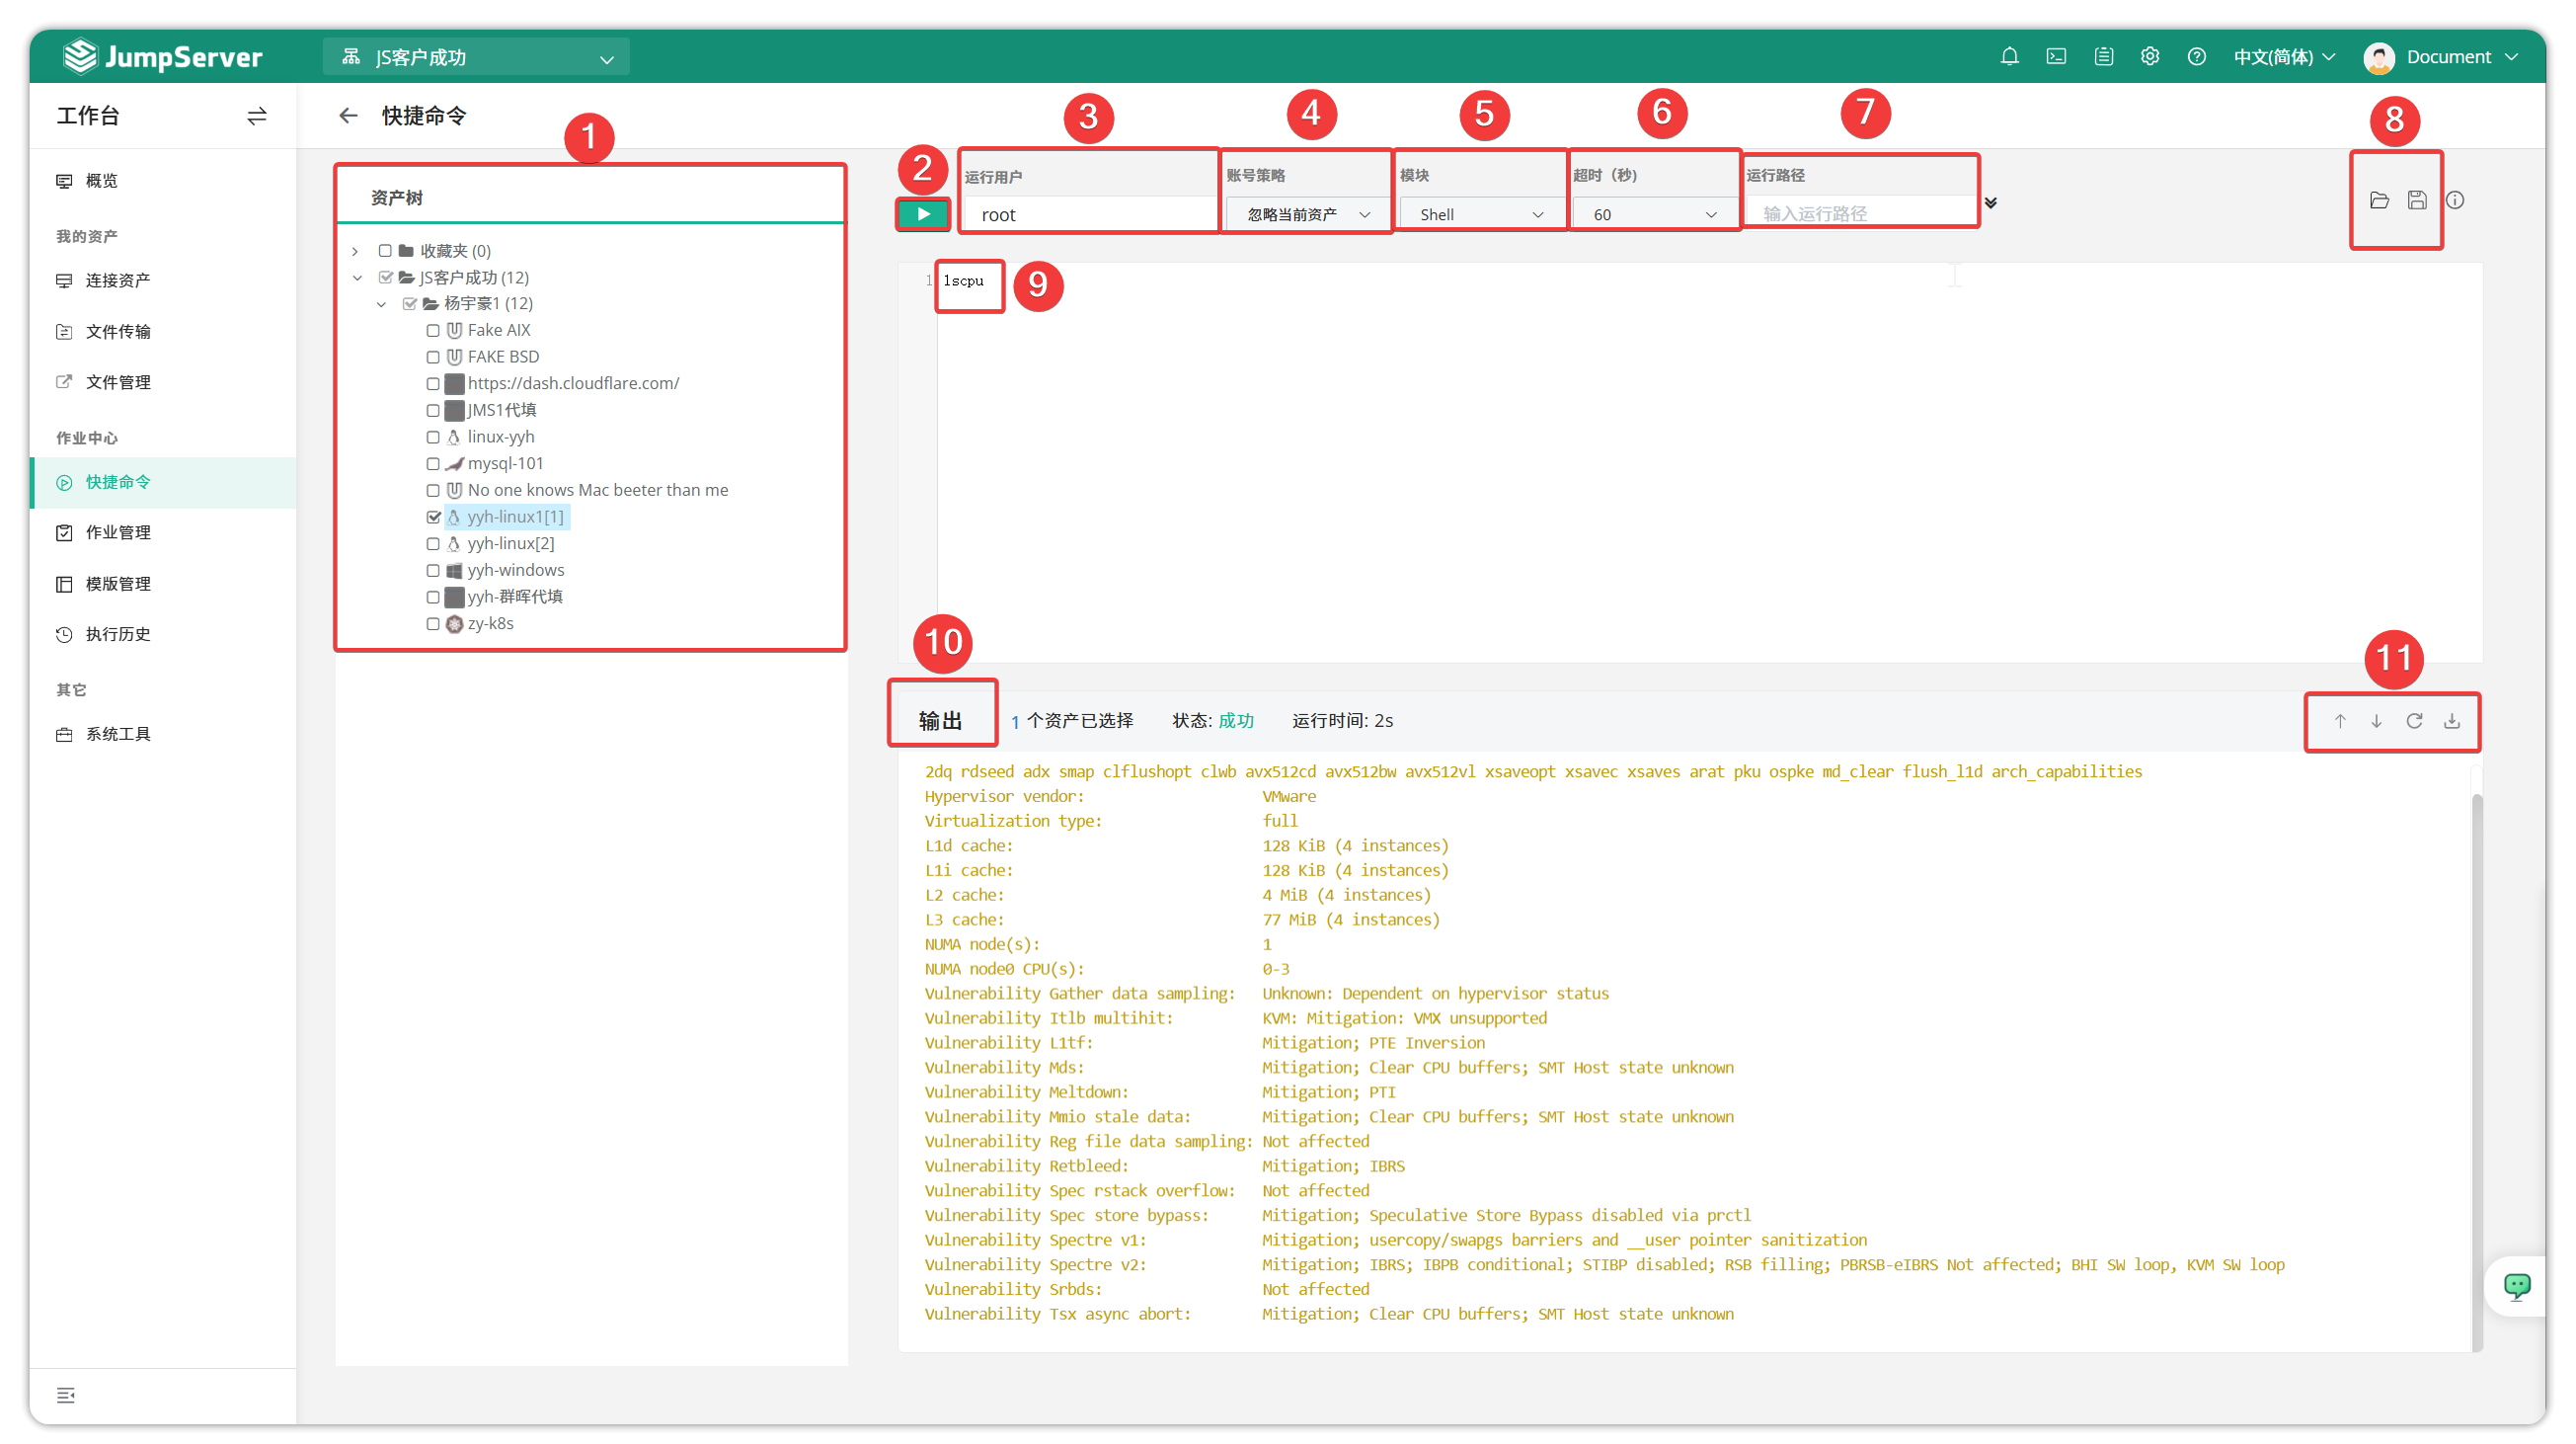 JumpServer
JS客户成功
中文(简体)
Document
工作台
快捷命令
概览
我的资产
连接资产
文件传输
文件管理
作业中心
快捷命令
作业管理
模版管理
执行历史
其它
系统工具
1
资产树
收藏夹 (0)
JS客户成功 (12)
杨宇豪1 (12)
Fake AIX
FAKE BSD
https://dash.cloudflare.com/
JMS1代填
linux-yyh
mysql-101
No one knows Mac beeter than me
yyh-linux1[1]
yyh-linux[2]
yyh-windows
yyh-群晖代填
zy-k8s
2
3
4
5
6
7
8
运行用户
账号策略
模块
超时（秒）
运行路径
root
忽略当前资产
Shell
60
输入运行路径
1 lscpu
9
10
11
输出
1 个资产已选择
状态: 成功
运行时间: 2s
2dq rdseed adx smap clflushopt clwb avx512cd avx512bw avx512vl xsaveopt xsavec xsaves arat pku ospke md_clear flush_l1d arch_capabilities
Hypervisor vendor: VMware
Virtualization type: full
L1d cache: 128 KiB (4 instances)
L1i cache: 128 KiB (4 instances)
L2 cache: 4 MiB (4 instances)
L3 cache: 77 MiB (4 instances)
NUMA node(s): 1
NUMA node0 CPU(s): 0-3
Vulnerability Gather data sampling: Unknown: Dependent on hypervisor status
Vulnerability Itlb multihit: KVM: Mitigation: VMX unsupported
Vulnerability L1tf: Mitigation; PTE Inversion
Vulnerability Mds: Mitigation; Clear CPU buffers; SMT Host state unknown
Vulnerability Meltdown: Mitigation; PTI
Vulnerability Mmio stale data: Mitigation; Clear CPU buffers; SMT Host state unknown
Vulnerability Reg file data sampling: Not affected
Vulnerability Retbleed: Mitigation; IBRS
Vulnerability Spec rstack overflow: Not affected
Vulnerability Spec store bypass: Mitigation; Speculative Store Bypass disabled via prctl
Vulnerability Spectre v1: Mitigation; usercopy/swapgs barriers and __user pointer sanitization
Vulnerability Spectre v2: Mitigation; IBRS; IBPB conditional; STIBP disabled; RSB filling; PBRSB-eIBRS Not affected; BHI SW loop, KVM SW loop
Vulnerability Srbds: Not affected
Vulnerability Tsx async abort: Mitigation; Clear CPU buffers; SMT Host state unknown